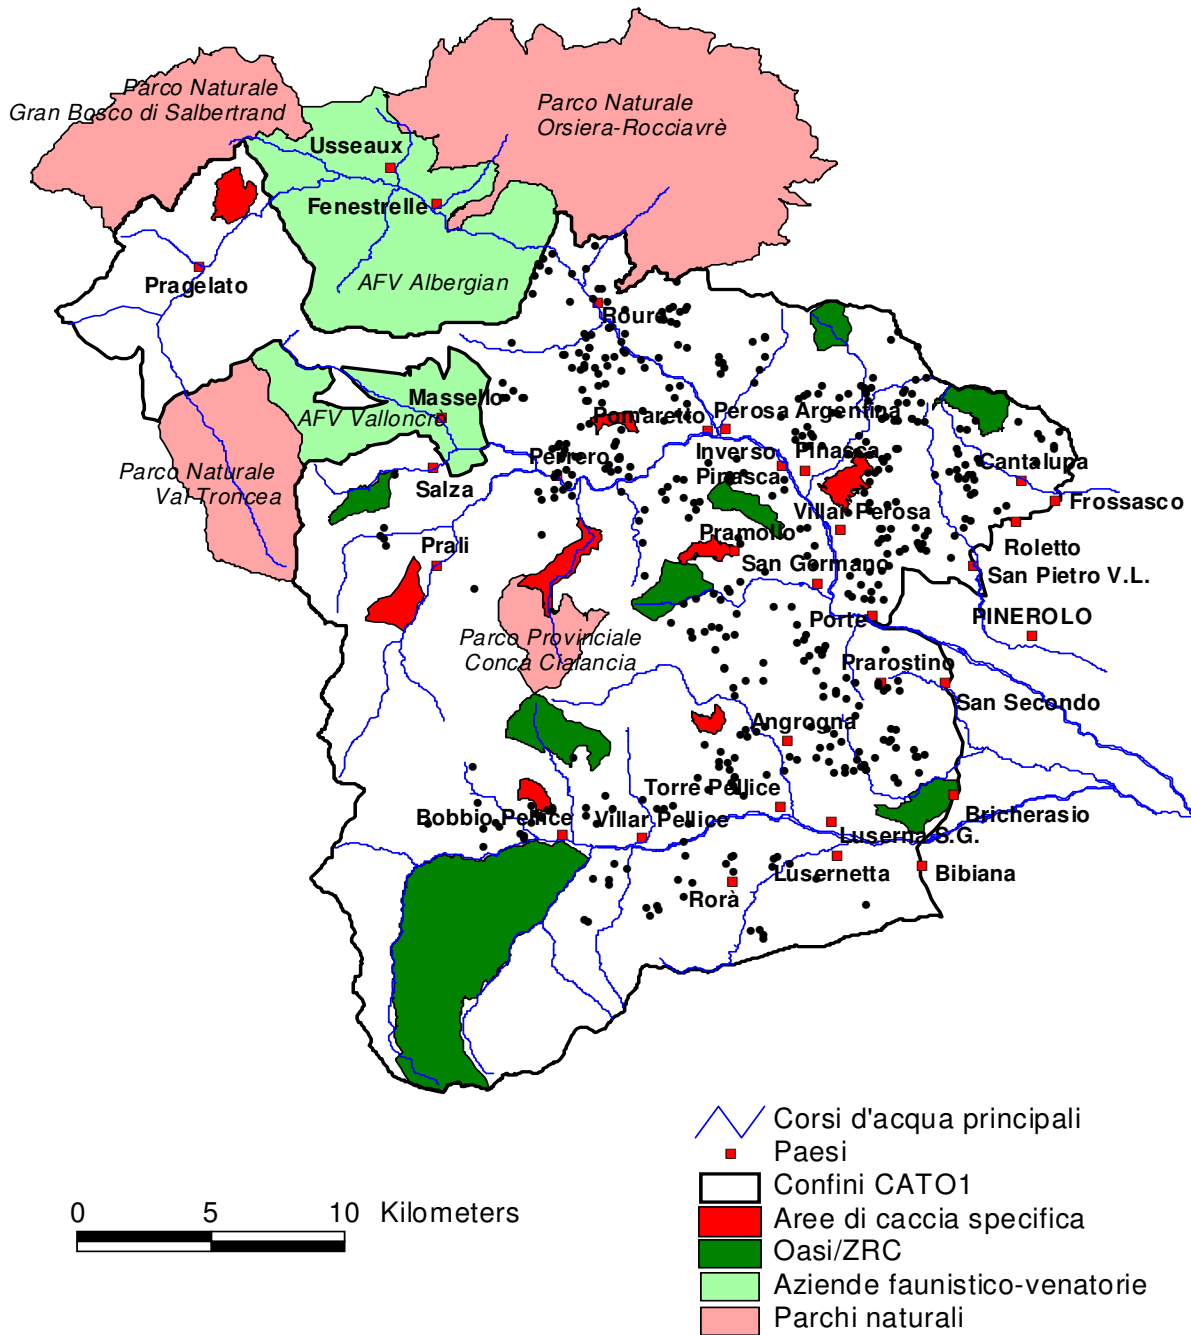 Parco Naturale
Gran Bosco di Salbertrand
Parco Naturale
Orsiera-Rocciavrè
Usseaux
Fenestrelle
AFV Albergian
Pragelato
Roure
Massello
AFV Valloncrò
Pomaretto
Perosa Argentina
Perrero
Inverso
Pinasca
Pinasca
Cantalupa
Parco Naturale
Val Troncea
Salza
Frossasco
Villar Perosa
Pramollo
Roletto
Prali
San Germano
San Pietro V.L.
Porte
PINEROLO
Parco Provinciale
Conca Cialancia
Prarostino
San Secondo
Angrogna
Torre Pellice
Bobbio Pellice
Villar Pellice
Bricherasio
Luserna S.G.
Lusernetta
Bibiana
Rorà
Corsi d'acqua principali
Paesi
Confini CATO1
Aree di caccia specifica
Oasi/ZRC
Aziende faunistico-venatorie
Parchi naturali
0 5 10 Kilometers